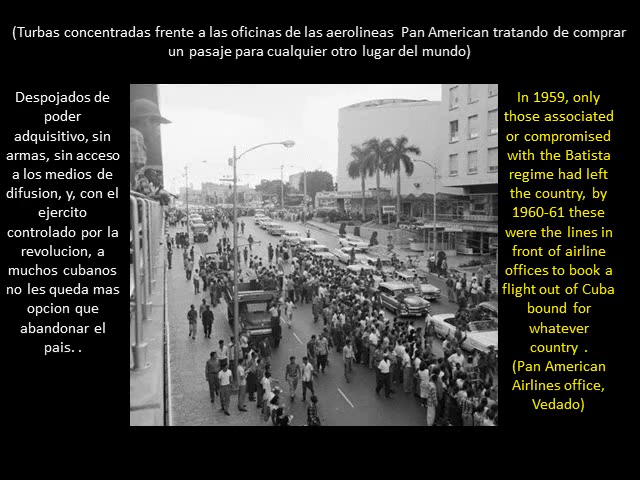 (Turbas concentradas frente a las oficinas de las aerolineas  Pan American tratando de comprar
un pasaje para cualquier otro lugar del mundo)
Despojados de
poder
adquisitivo, sin
armas, sin acceso
a los medios de
difusion, y, con el
ejercito
controlado por la
revolucion, a
muchos cubanos
no les queda mas
opcion que
abandonar el
pais. .
In 1959, only
those associated
or compromised
with the Batista
regime had left
the country, by
1960-61 these
were the lines in
front of airline
offices to book a
flight out of Cuba
bound for
whatever
country .
(Pan American
Airlines office,
Vedado)